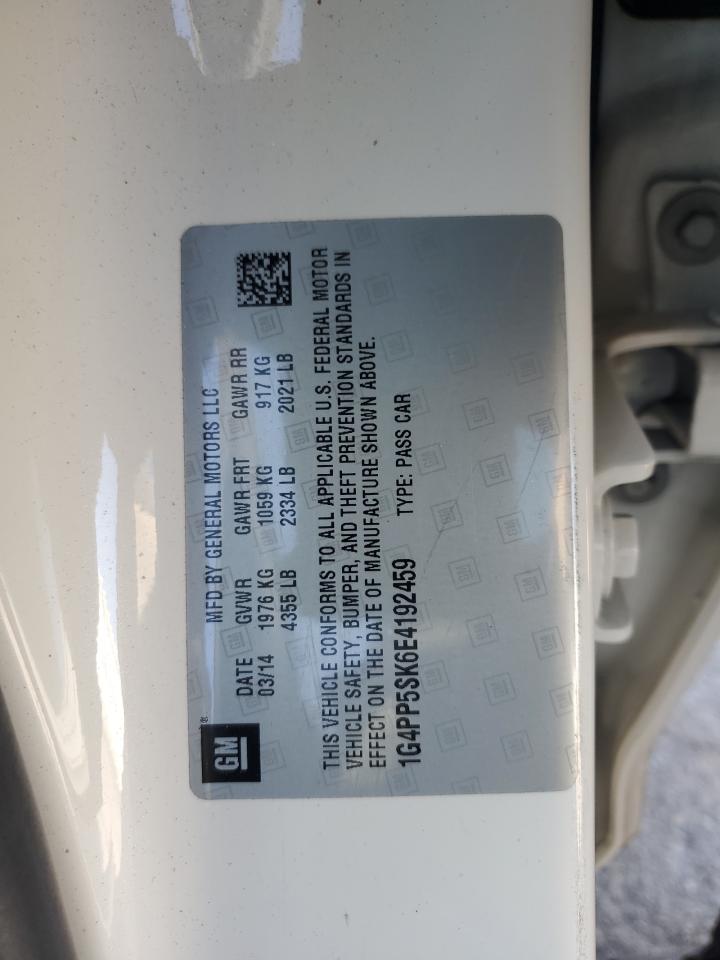 GM ®
MFD BY GENERAL MOTORS LLC
DATE GVWR GAWR FRT GAWR RR
03/14 1976 KG 1059 KG 917 KG
4355 LB 2334 LB 2021 LB
THIS VEHICLE CONFORMS TO ALL APPLICABLE U.S. FEDERAL MOTOR
VEHICLE SAFETY, BUMPER, AND THEFT PREVENTION STANDARDS IN
EFFECT ON THE DATE OF MANUFACTURE SHOWN ABOVE.
1G4PP5SK6E4192459 TYPE: PASS CAR